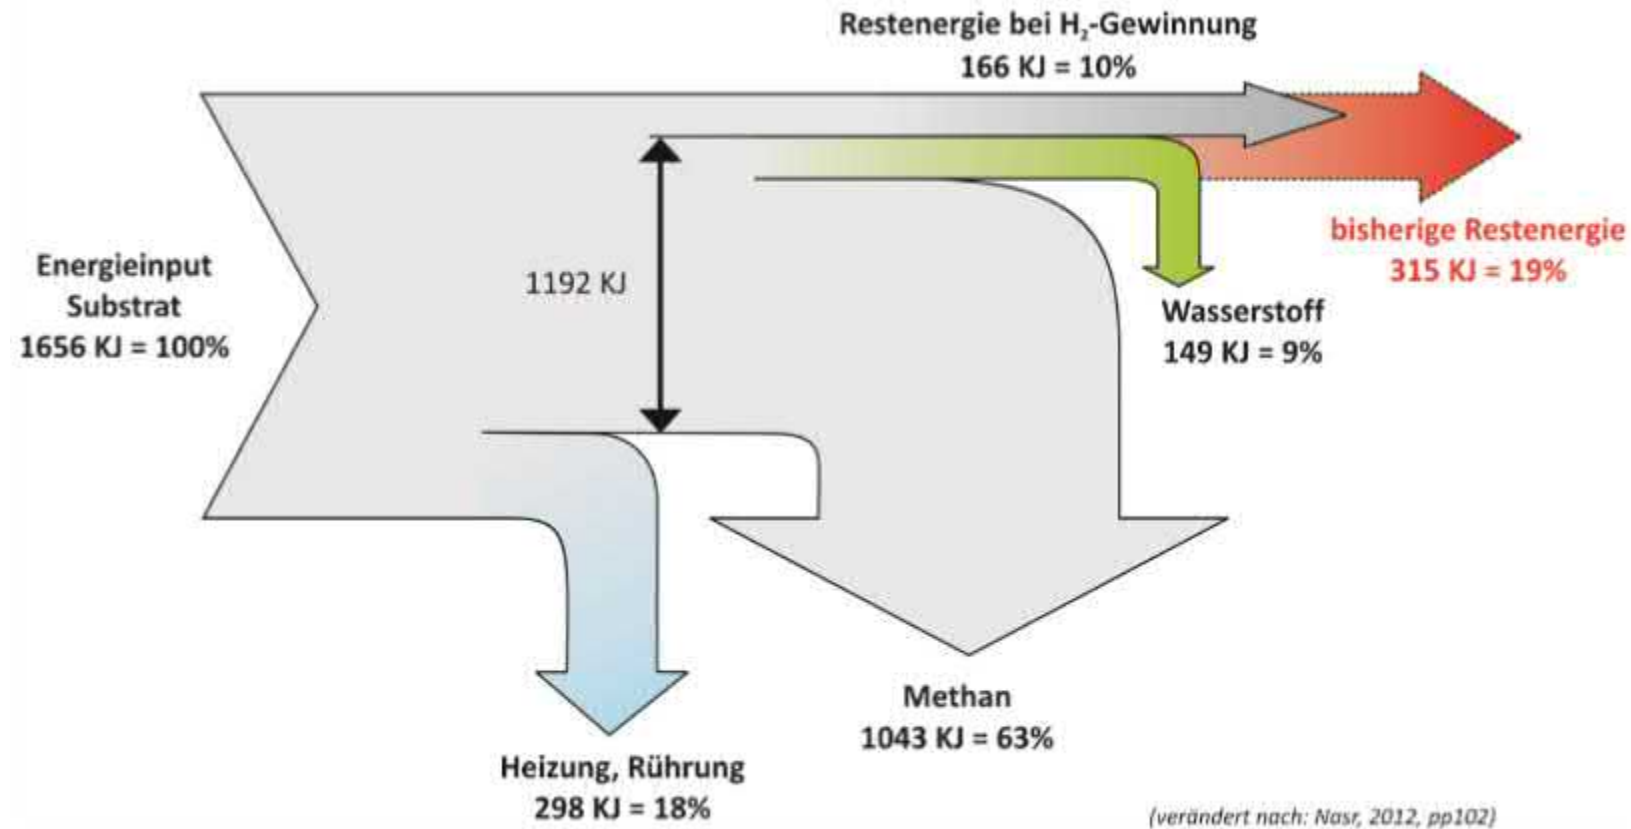 Restenergie bei H₂-Gewinnung
166 KJ = 10%
bisherige Restenergie
315 KJ = 19%
Energieinput
Substrat
1656 KJ = 100%
1192 KJ
Wasserstoff
149 KJ = 9%
Methan
1043 KJ = 63%
Heizung, Rührung
298 KJ = 18%
(verändert nach: Nasr, 2012, pp102)